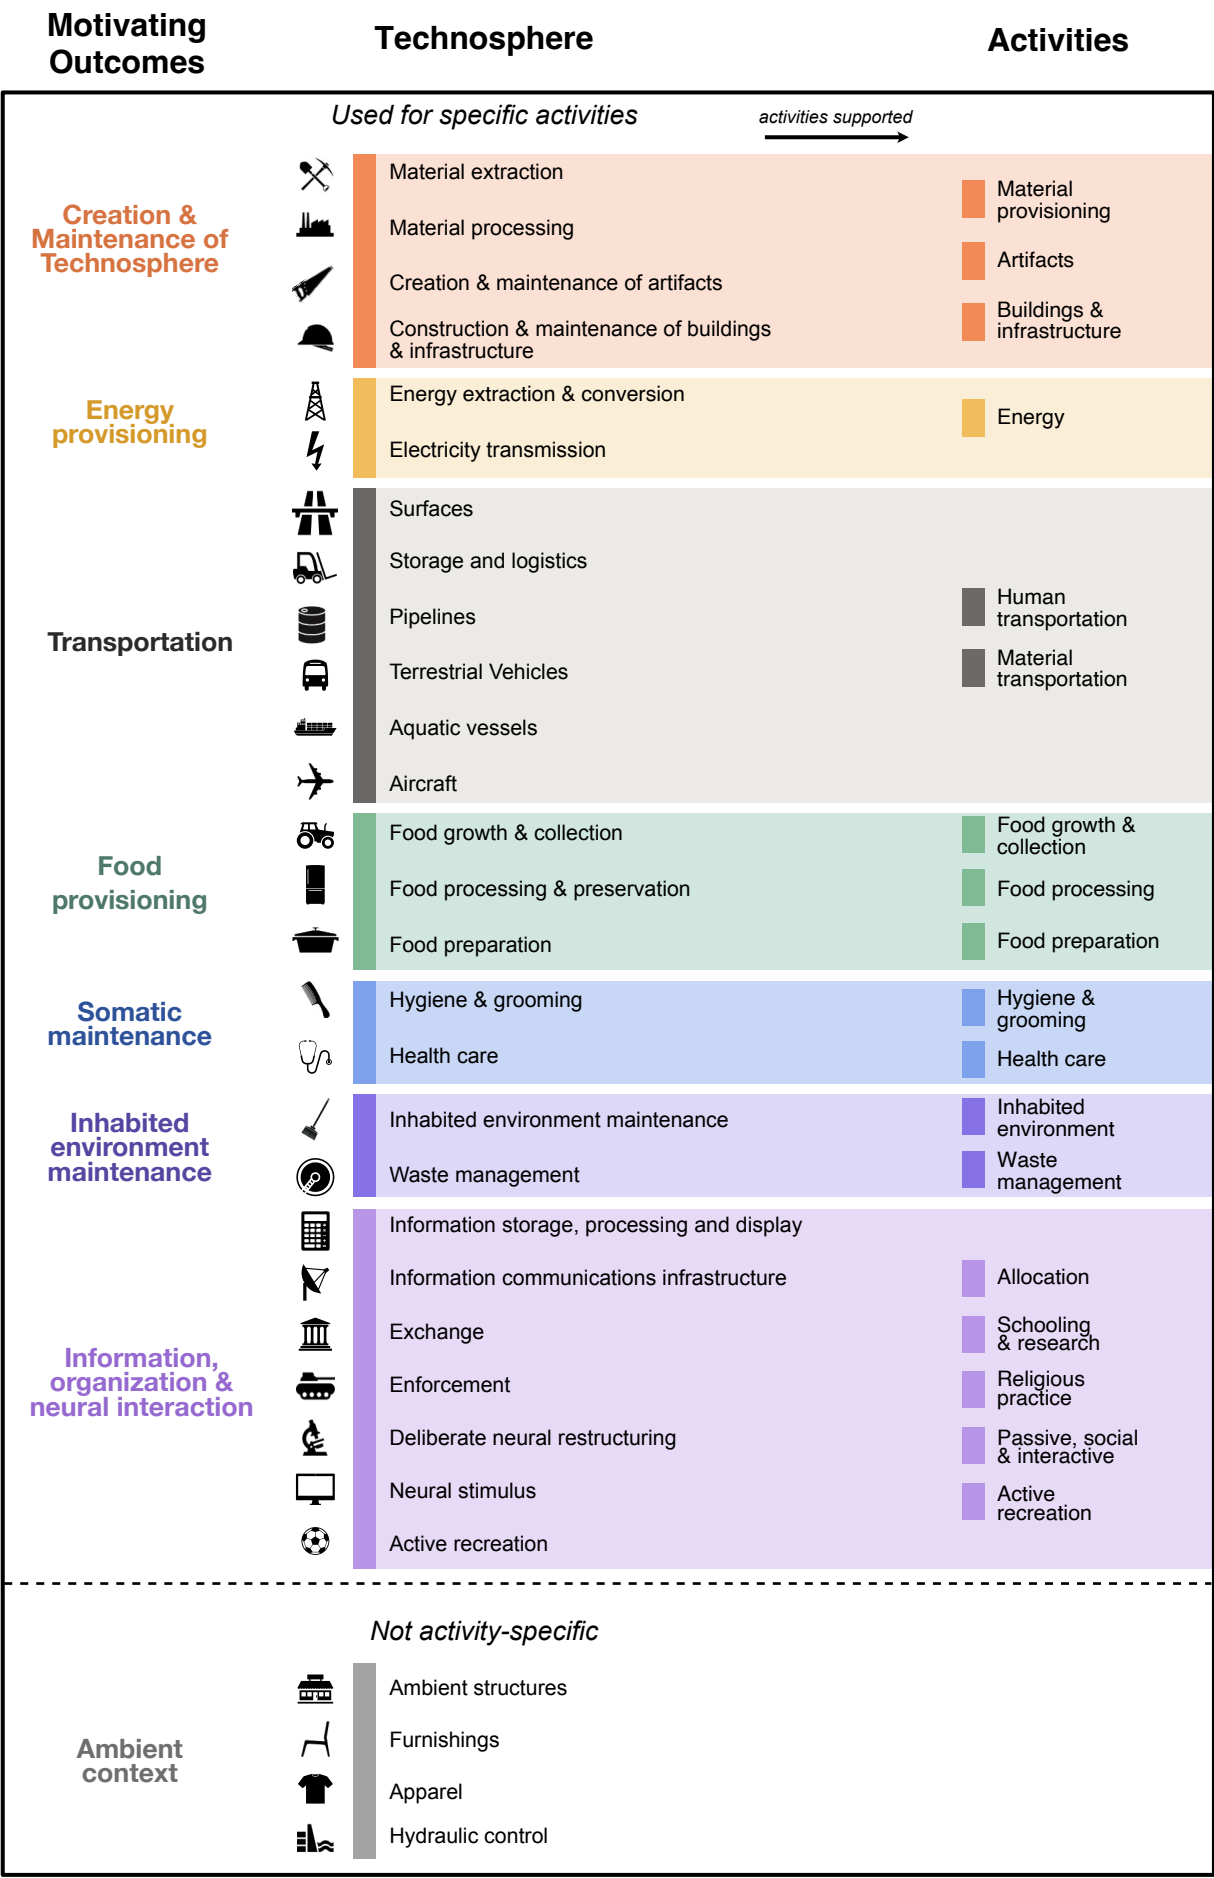 Motivating
Outcomes
Technosphere
Activities
Used for specific activities
activities supported
Creation &
Maintenance of
Technosphere
Material extraction
Material processing
Creation & maintenance of artifacts
Construction & maintenance of buildings
& infrastructure
Material
provisioning
Artifacts
Buildings &
infrastructure
Energy
provisioning
Energy extraction & conversion
Electricity transmission
Energy
Transportation
Surfaces
Storage and logistics
Pipelines
Terrestrial Vehicles
Aquatic vessels
Aircraft
Human
transportation
Material
transportation
Food
provisioning
Food growth & collection
Food processing & preservation
Food preparation
Food growth &
collection
Food processing
Food preparation
Somatic
maintenance
Hygiene & grooming
Health care
Hygiene &
grooming
Health care
Inhabited
environment
maintenance
Inhabited environment maintenance
Waste management
Inhabited
environment
Waste
management
Information,
organization &
neural interaction
Information storage, processing and display
Information communications infrastructure
Exchange
Enforcement
Deliberate neural restructuring
Neural stimulus
Active recreation
Allocation
Schooling
& research
Religious
practice
Passive, social
& interactive
Active
recreation
Not activity-specific
Ambient
context
Ambient structures
Furnishings
Apparel
Hydraulic control